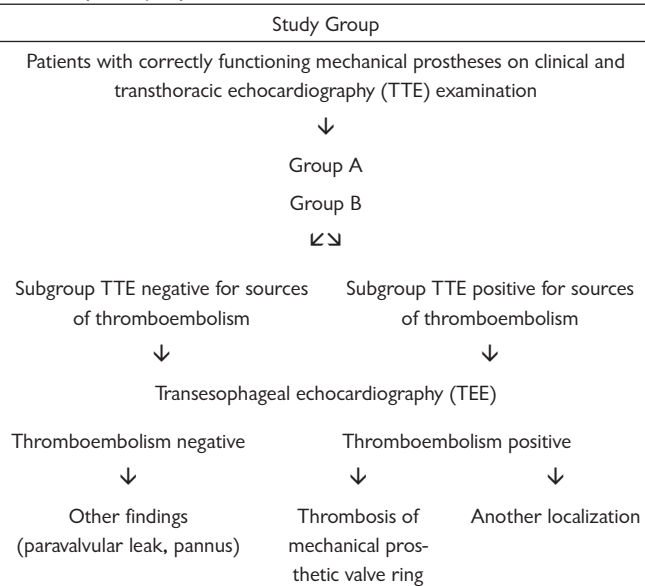 Study Group
Patients with correctly functioning mechanical prostheses on clinical and
transthoracic echocardiography (TTE) examination
↓
Group A
Group B
↙↘
Subgroup TTE negative for sources
of thromboembolism
Subgroup TTE positive for sources
of thromboembolism
↓ ↓
Transesophageal echocardiography (TEE)
Thromboembolism negative
Thromboembolism positive
↓ ↓ ↓
Other findings
(paravalvular leak, pannus)
Thrombosis of
mechanical pros-
thetic valve ring
Another localization